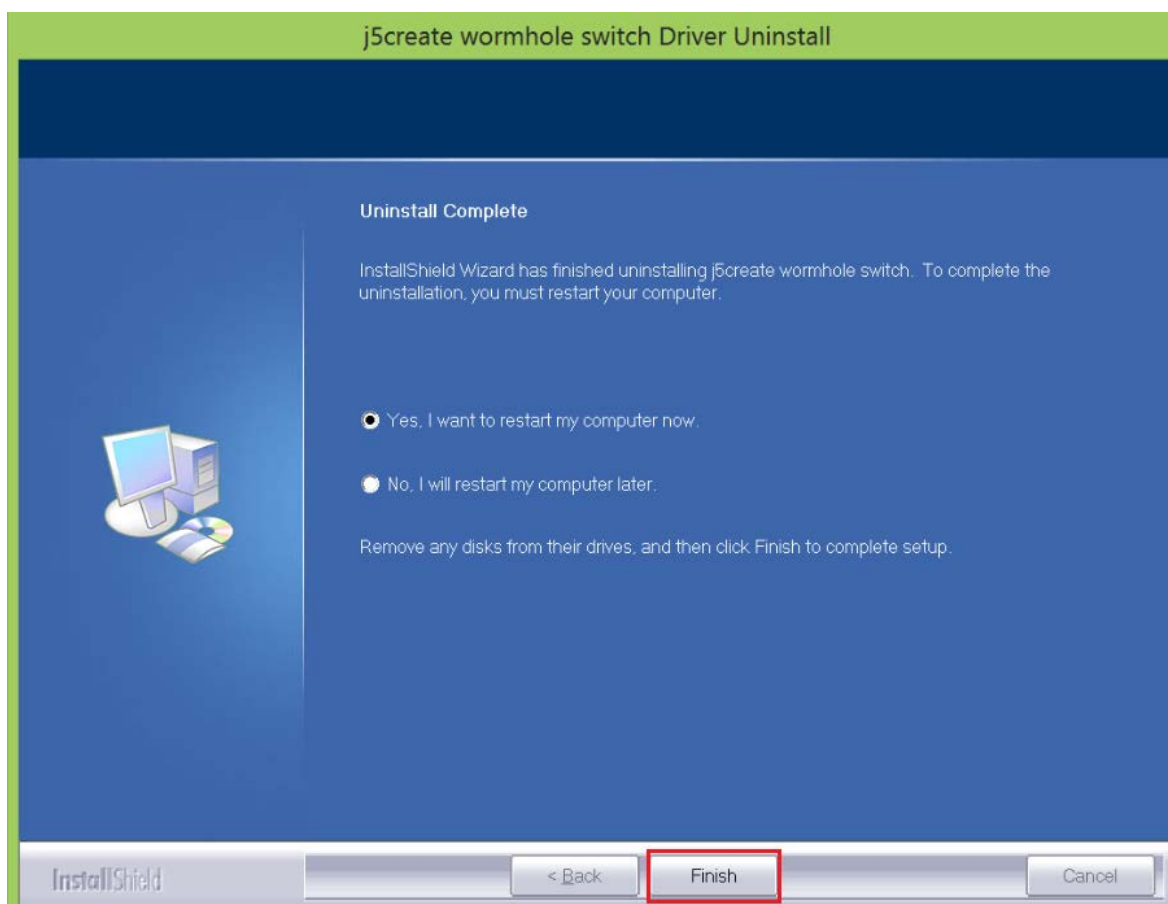 j5create wormhole switch Driver Uninstall
Uninstall Complete
InstallShield Wizard has finished uninstalling j5create wormhole switch. To complete the
uninstallation, you must restart your computer.
Yes, I want to restart my computer now.
No, I will restart my computer later.
Remove any disks from their drives, and then click Finish to complete setup.
InstallShield
< Back
Finish
Cancel